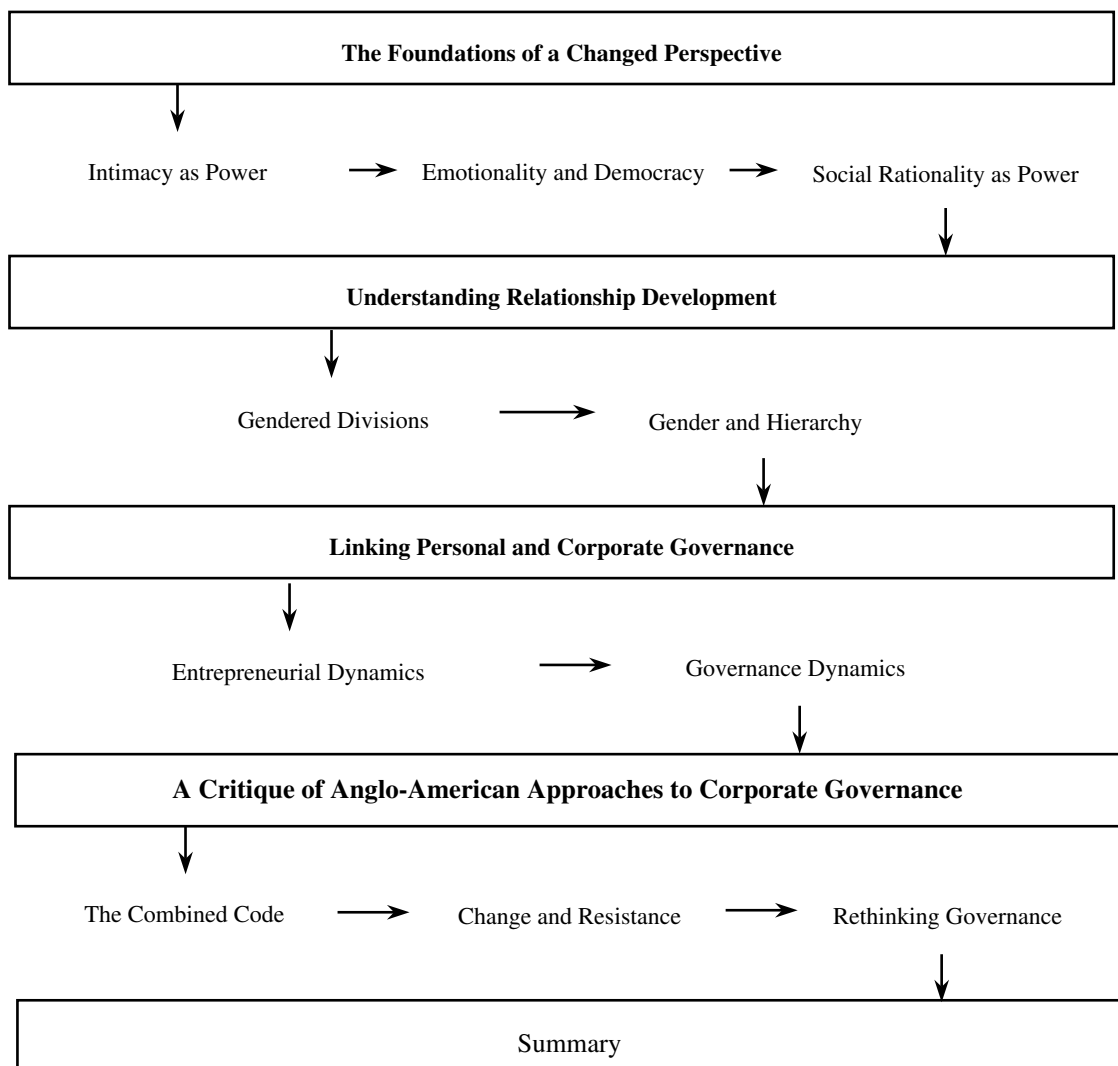 The Foundations of a Changed Perspective
Intimacy as Power
Emotionality and Democracy
Social Rationality as Power
Understanding Relationship Development
Gendered Divisions
Gender and Hierarchy
Linking Personal and Corporate Governance
Entrepreneurial Dynamics
Governance Dynamics
A Critique of Anglo-American Approaches to Corporate Governance
The Combined Code
Change and Resistance
Rethinking Governance
Summary